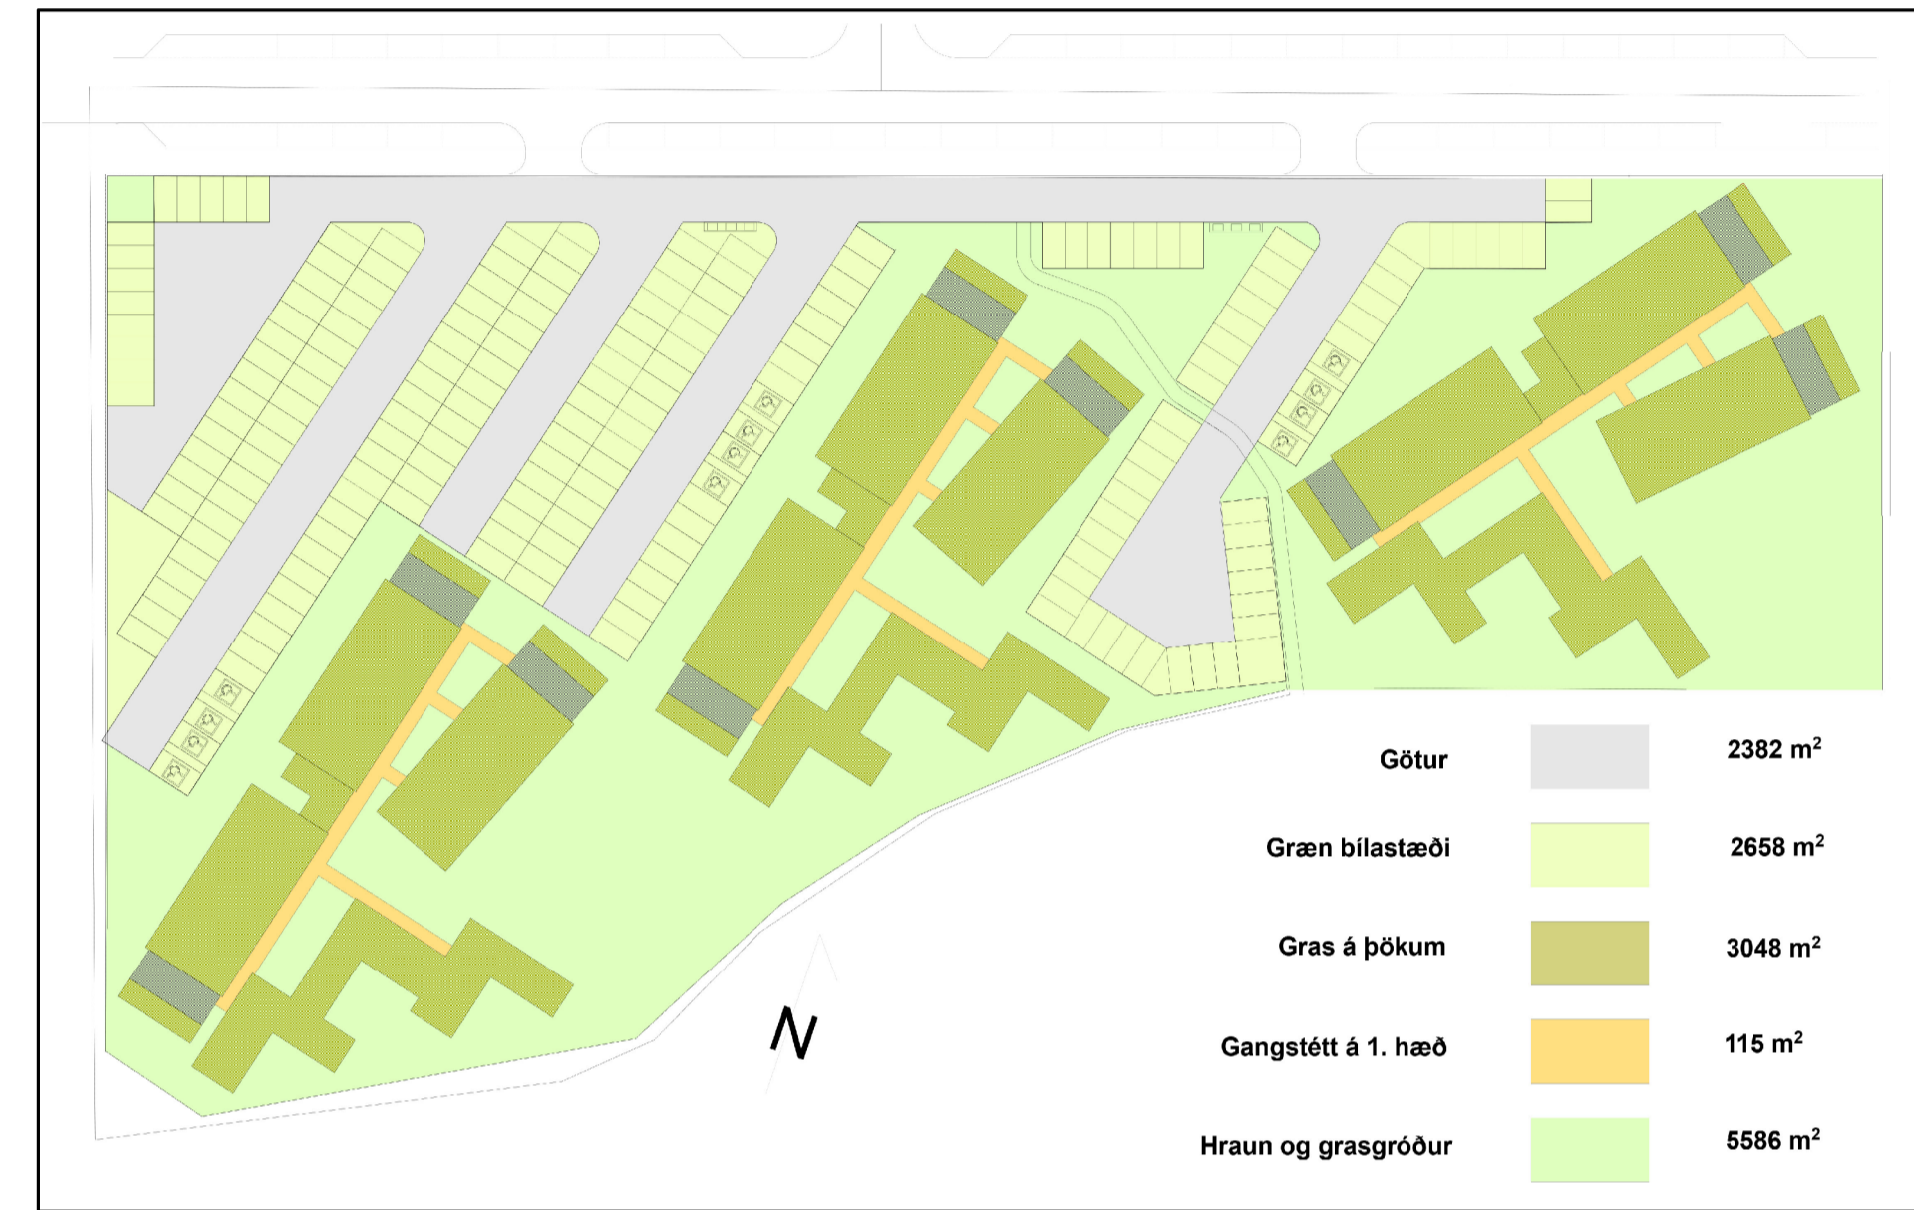 Götur 2382 m²
Græn bílastæði 2658 m²
Gras á þökum 3048 m²
Gangstétt á 1. hæð 115 m²
Hraun og grasgróður 5586 m²
N